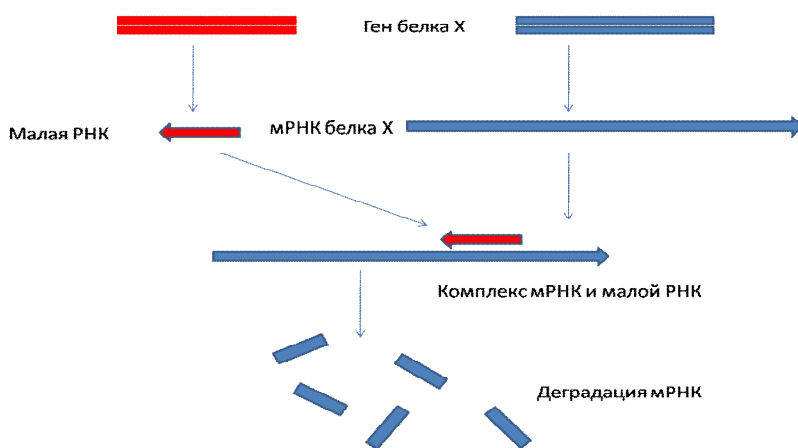 Ген белка X
Малая РНК
мРНК белка X
Комплекс мРНК и малой РНК
Деградация мРНК